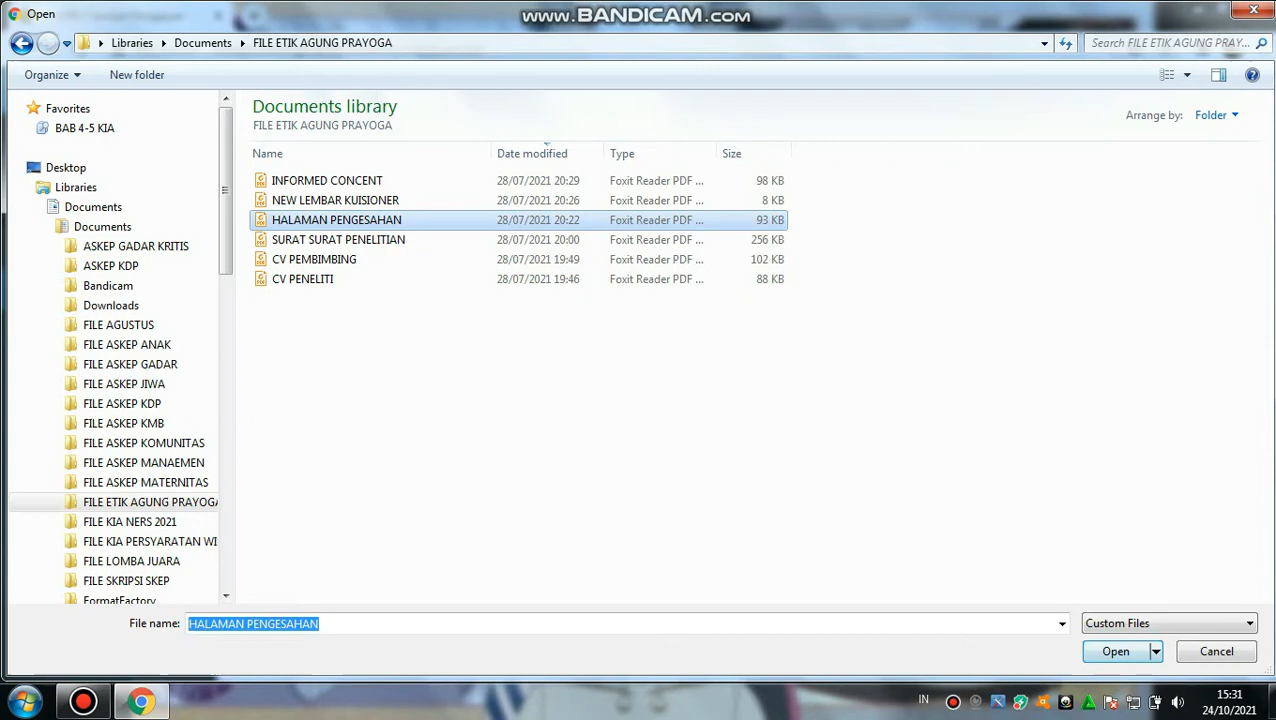 Open
www.BANDICAM.com
Libraries
Documents
FILE ETIK AGUNG PRAYOGA
Search FILE ETIK AGUNG PRAY...
Organize
New folder
Favorites
BAB 4-5 KIA
Desktop
Libraries
Documents
Documents
ASKEP GADAR KRITIS
ASKEP KDP
Bandicam
Downloads
FILE AGUSTUS
FILE ASKEP ANAK
FILE ASKEP GADAR
FILE ASKEP JIWA
FILE ASKEP KDP
FILE ASKEP KMB
FILE ASKEP KOMUNITAS
FILE ASKEP MANAEMEN
FILE ASKEP MATERNITAS
FILE ETIK AGUNG PRAYOGA
FILE KIA NERS 2021
FILE KIA PERSYARATAN WI
FILE LOMBA JUARA
FILE SKRIPSI SKEP
FormatFactory
Documents library
FILE ETIK AGUNG PRAYOGA
Arrange by: Folder
Name Date modified Type Size
INFORMED CONCENT 28/07/2021 20:29 Foxit Reader PDF ... 98 KB
NEW LEMBAR KUISIONER 28/07/2021 20:26 Foxit Reader PDF ... 8 KB
HALAMAN PENGESAHAN 28/07/2021 20:22 Foxit Reader PDF ... 93 KB
SURAT SURAT PENELITIAN 28/07/2021 20:00 Foxit Reader PDF ... 256 KB
CV PEMBIMBING 28/07/2021 19:49 Foxit Reader PDF ... 102 KB
CV PENELITI 28/07/2021 19:46 Foxit Reader PDF ... 88 KB
File name: HALAMAN PENGESAHAN
Custom Files
Open
Cancel
IN
15:31
24/10/2021